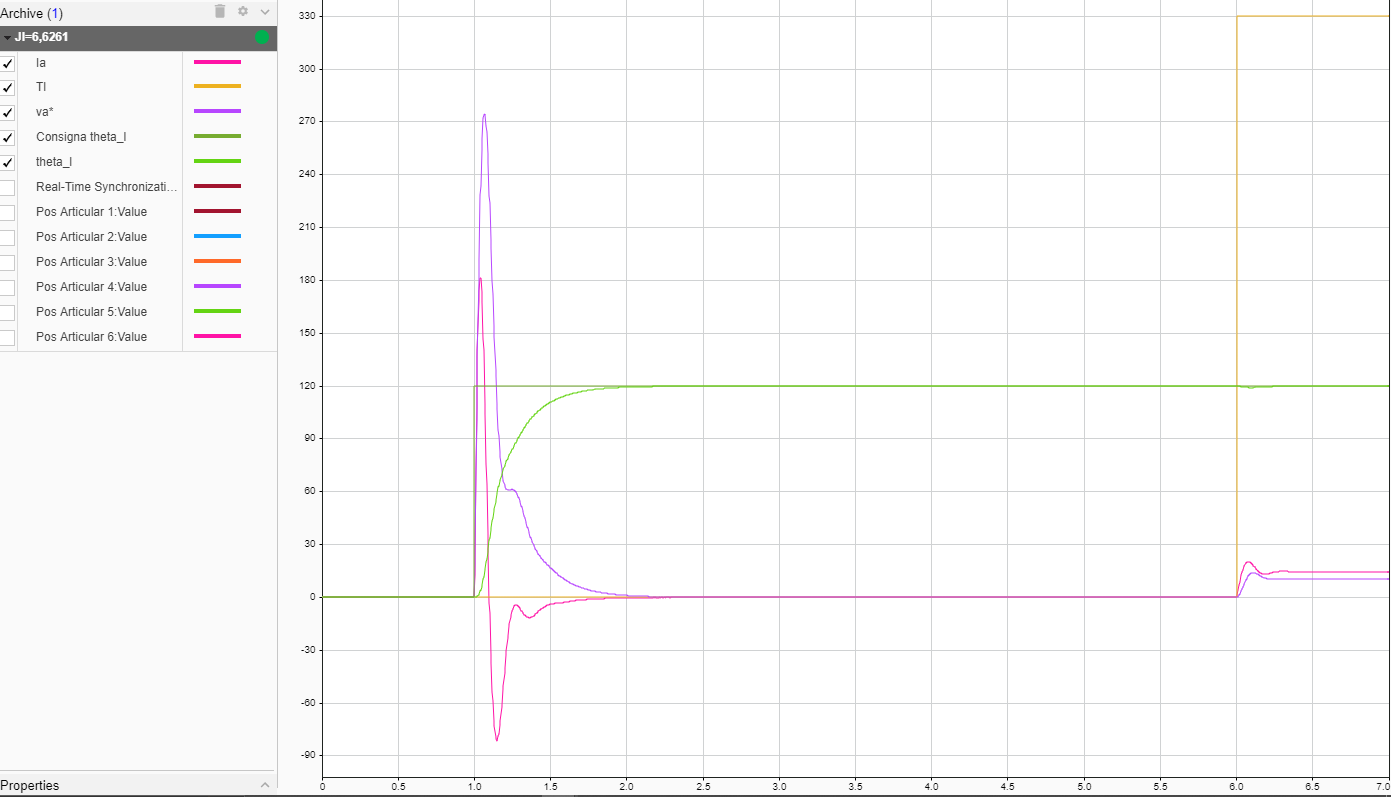 Archive (1)
Jl=6,6261
Ia
Tl
va*
Consigna theta_l
theta_l
Real-Time Synchronizati...
Pos Articular 1:Value
Pos Articular 2:Value
Pos Articular 3:Value
Pos Articular 4:Value
Pos Articular 5:Value
Pos Articular 6:Value
Properties
330
300
270
240
210
180
150
120
90
60
30
0
-30
-60
-90
0 0.5 1.0 1.5 2.0 2.5 3.0 3.5 4.0 4.5 5.0 5.5 6.0 6.5 7.0